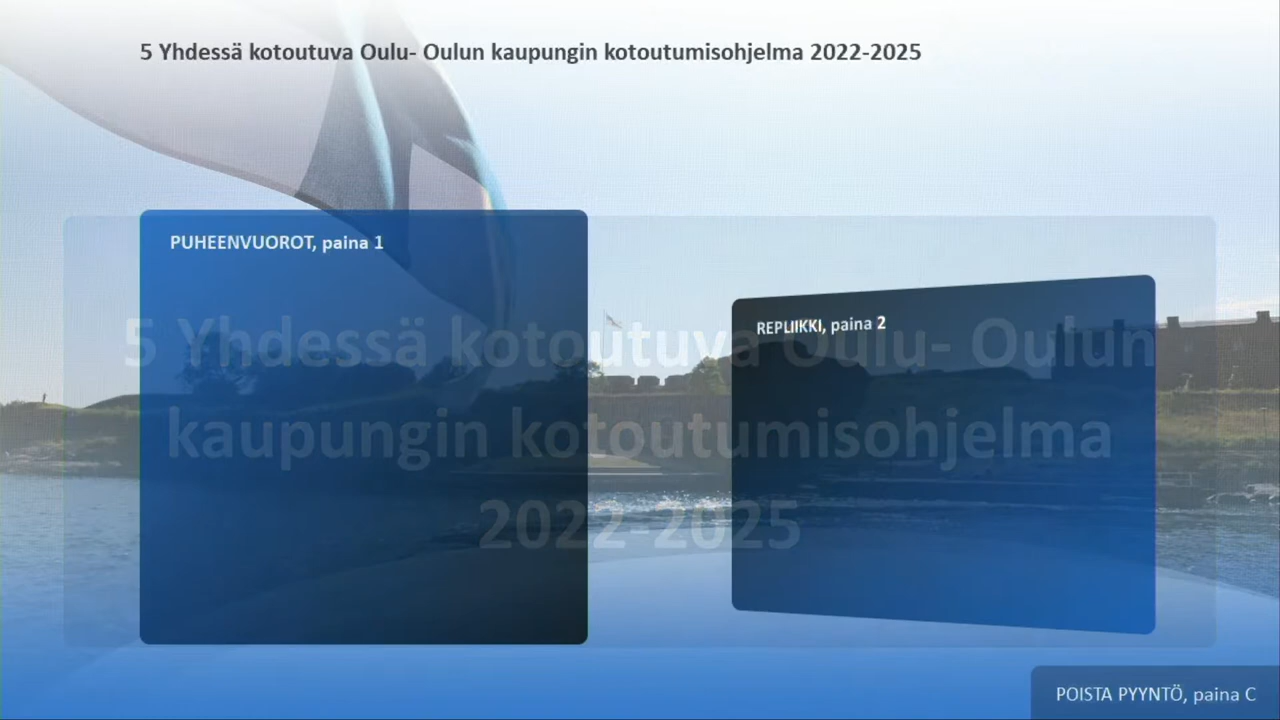 5 Yhdessä kotoutuva Oulu- Oulun kaupungin kotoutumisohjelma 2022-2025
PUHEENVUOROT, paina 1
REPLIIKKI, paina 2
5 Yhdessä kotoutuva Oulu- Oulun
kaupungin kotoutumisohjelma
2022-2025
POISTA PYYNTÖ, paina C